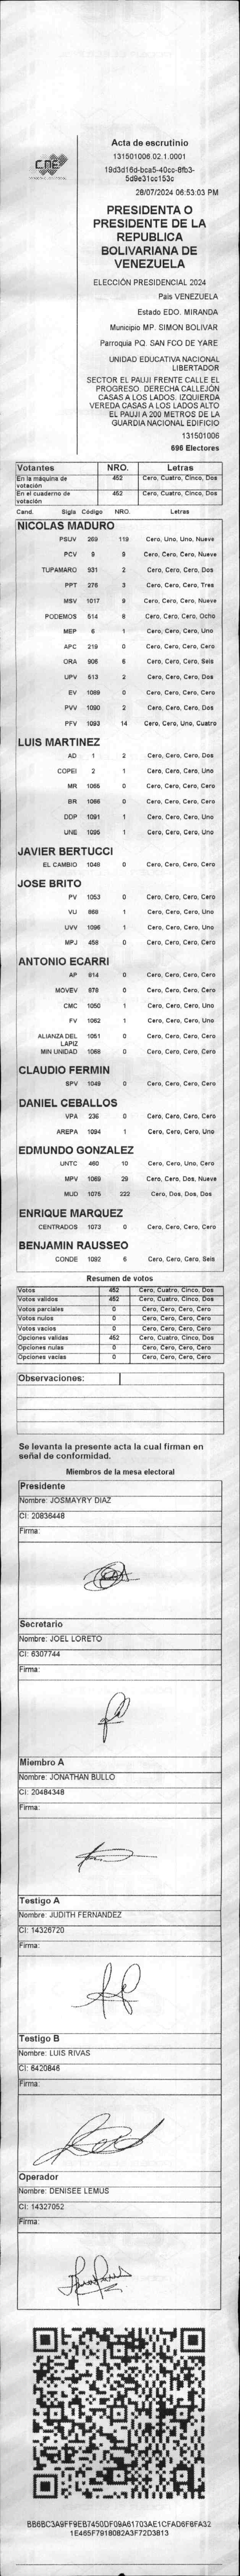 CNE
Acta de escrutinio
131501006.02.1.0001
19d3d16d-bca5-40cc-8fb3-
5d9e31cc153c
28/07/2024 06:53:03 PM
PRESIDENTA O
PRESIDENTE DE LA
REPUBLICA
BOLIVARIANA DE
VENEZUELA
ELECCIÓN PRESIDENCIAL 2024
País VENEZUELA
Estado EDO. MIRANDA
Municipio MP. SIMON BOLIVAR
Parroquia PQ. SAN FCO DE YARE
UNIDAD EDUCATIVA NACIONAL
LIBERTADOR
SECTOR EL PAUJI FRENTE CALLE EL
PROGRESO. DERECHA CALLEJÓN
CASAS A LOS LADOS. IZQUIERDA
VEREDA CASAS A LOS LADOS ALTO
EL PAUJI A 200 METROS DE LA
GUARDIA NACIONAL EDIFICIO
131501006
696 Electores
Votantes NRO. Letras
En la máquina de votación 452 Cero, Cuatro, Cinco, Dos
En el cuaderno de votación 452 Cero, Cuatro, Cinco, Dos
Cand. Sigla Código NRO. Letras
NICOLAS MADURO
PSUV 269 119 Cero, Uno, Uno, Nueve
PCV 9 9 Cero, Cero, Cero, Nueve
TUPAMARO 931 2 Cero, Cero, Cero, Dos
PPT 276 3 Cero, Cero, Cero, Tres
MSV 1017 9 Cero, Cero, Cero, Nueve
PODEMOS 514 8 Cero, Cero, Cero, Ocho
MEP 6 1 Cero, Cero, Cero, Uno
APC 219 0 Cero, Cero, Cero, Cero
ORA 906 6 Cero, Cero, Cero, Seis
UPV 513 2 Cero, Cero, Cero, Dos
EV 1089 0 Cero, Cero, Cero, Cero
PVV 1090 2 Cero, Cero, Cero, Dos
PFV 1093 14 Cero, Cero, Uno, Cuatro
LUIS MARTINEZ
AD 1 2 Cero, Cero, Cero, Dos
COPEI 2 1 Cero, Cero, Cero, Uno
MR 1065 0 Cero, Cero, Cero, Cero
BR 1066 0 Cero, Cero, Cero, Cero
DDP 1091 1 Cero, Cero, Cero, Uno
UNE 1095 1 Cero, Cero, Cero, Uno
JAVIER BERTUCCI
EL CAMBIO 1048 0 Cero, Cero, Cero, Cero
JOSE BRITO
PV 1053 0 Cero, Cero, Cero, Cero
VU 868 1 Cero, Cero, Cero, Uno
UVV 1096 1 Cero, Cero, Cero, Uno
MPJ 458 0 Cero, Cero, Cero, Cero
ANTONIO ECARRI
AP 814 0 Cero, Cero, Cero, Cero
MOVEV 879 0 Cero, Cero, Cero, Cero
CMC 1050 1 Cero, Cero, Cero, Uno
FV 1062 1 Cero, Cero, Cero, Uno
ALIANZA DEL LAPIZ 1051 0 Cero, Cero, Cero, Cero
MIN UNIDAD 1068 0 Cero, Cero, Cero, Cero
CLAUDIO FERMIN
SPV 1049 0 Cero, Cero, Cero, Cero
DANIEL CEBALLOS
VPA 236 0 Cero, Cero, Cero, Cero
AREPA 1094 1 Cero, Cero, Cero, Uno
EDMUNDO GONZALEZ
UNTC 460 10 Cero, Cero, Uno, Cero
MPV 1069 29 Cero, Cero, Dos, Nueve
MUD 1075 222 Cero, Dos, Dos, Dos
ENRIQUE MARQUEZ
CENTRADOS 1073 0 Cero, Cero, Cero, Cero
BENJAMIN RAUSSEO
CONDE 1092 6 Cero, Cero, Cero, Seis
Resumen de votos
Votos 452 Cero, Cuatro, Cinco, Dos
Votos validos 452 Cero, Cuatro, Cinco, Dos
Votos parciales 0 Cero, Cero, Cero, Cero
Votos nulos 0 Cero, Cero, Cero, Cero
Votos vacios 0 Cero, Cero, Cero, Cero
Opciones validas 452 Cero, Cuatro, Cinco, Dos
Opciones nulas 0 Cero, Cero, Cero, Cero
Opciones vacias 0 Cero, Cero, Cero, Cero
Observaciones:
Se levanta la presente acta la cual firman en
señal de conformidad.
Miembros de la mesa electoral
Presidente
Nombre: JOSMAYRY DIAZ
CI: 20836448
Firma:
Secretario
Nombre: JOEL LORETO
CI: 6307744
Firma:
Miembro A
Nombre: JONATHAN BULLO
CI: 20484348
Firma:
Testigo A
Nombre: JUDITH FERNANDEZ
CI: 14326720
Firma:
Testigo B
Nombre: LUIS RIVAS
CI: 6420846
Firma:
Operador
Nombre: DENISEE LEMUS
CI: 14327052
Firma:
BB6BC3A9FF9EB7450DF09A61703AE1CFAD6F8FA32
1E465F7918082A3F72D3813